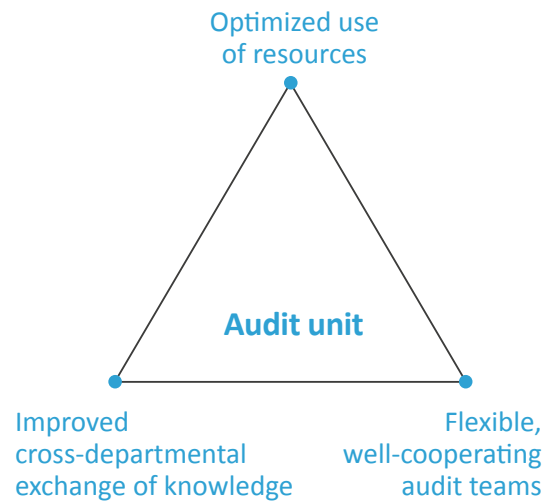 Optimized use
of resources
Audit unit
Improved
cross-departmental
exchange of knowledge
Flexible,
well-cooperating
audit teams